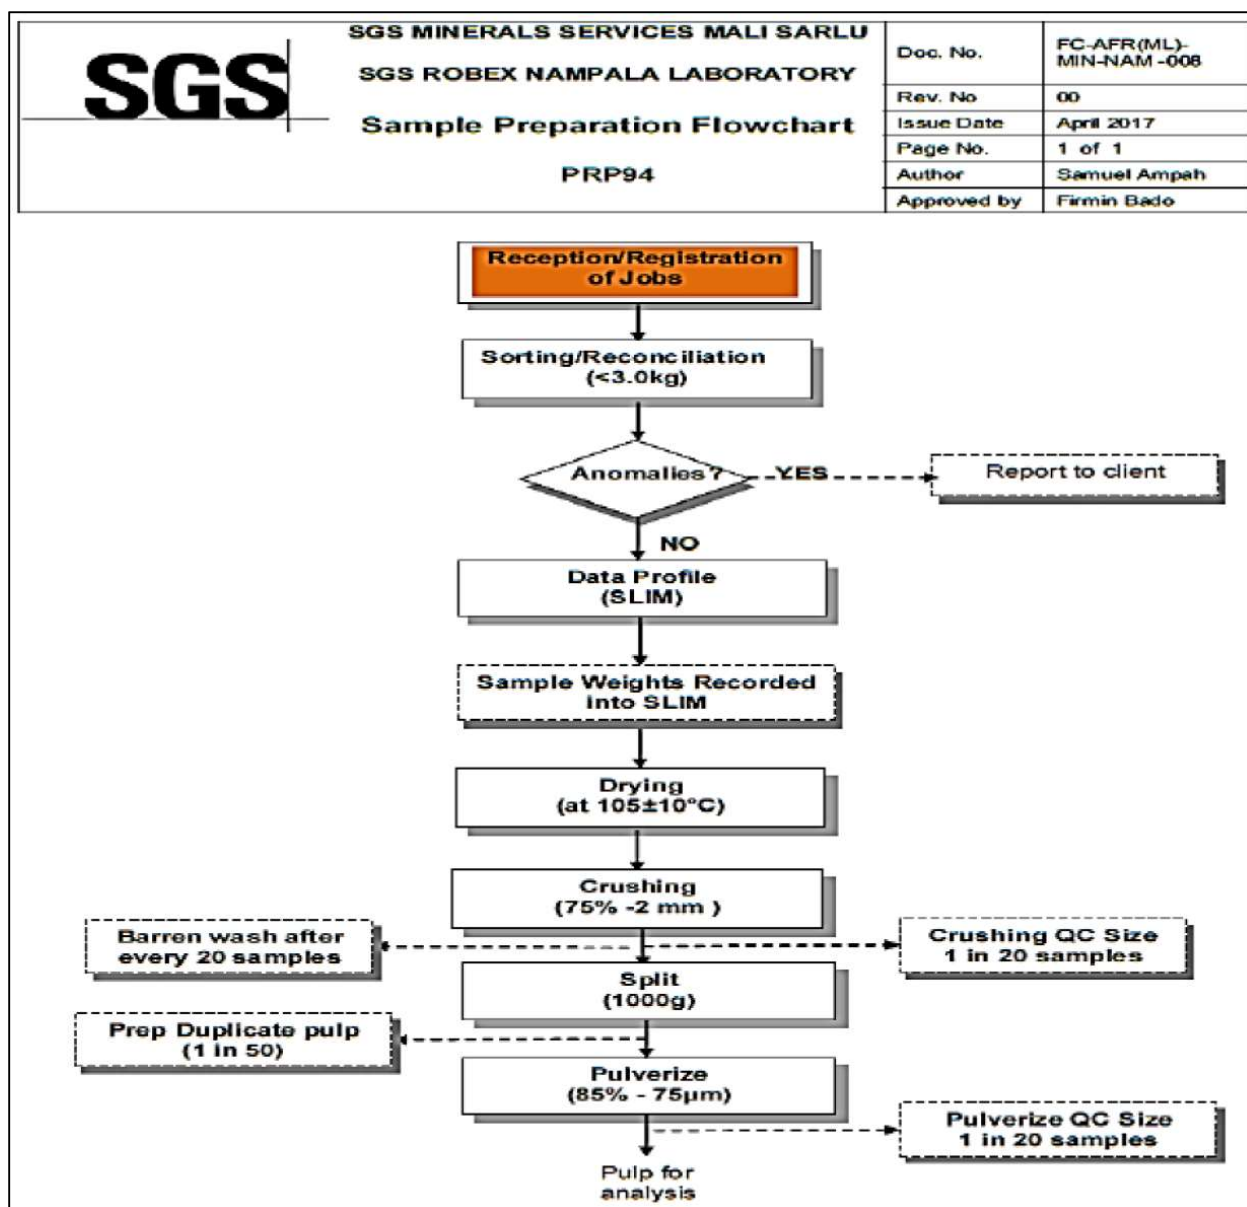 SGS
SGS MINERALS SERVICES MALI SARLU
SGS ROBEX NAMPALA LABORATORY
Sample Preparation Flowchart
PRP94
Doc. No.
FC-AFR(ML)-
MIN-NAM -008
Rev. No
00
Issue Date
April 2017
Page No.
1 of 1
Author
Samuel Ampah
Approved by
Firmin Bado
Reception/Registration
of Jobs
Sorting/Reconciliation
(<3.0kg)
Anomalies?
YES
Report to client
NO
Data Profile
(SLIM)
Sample Weights Recorded
into SLIM
Drying
(at 105±10°C)
Crushing
(75% -2 mm )
Barren wash after
every 20 samples
Crushing QC Size
1 in 20 samples
Split
(1000g)
Prep Duplicate pulp
(1 in 50)
Pulverize
(85% - 75µm)
Pulverize QC Size
1 in 20 samples
Pulp for
analysis